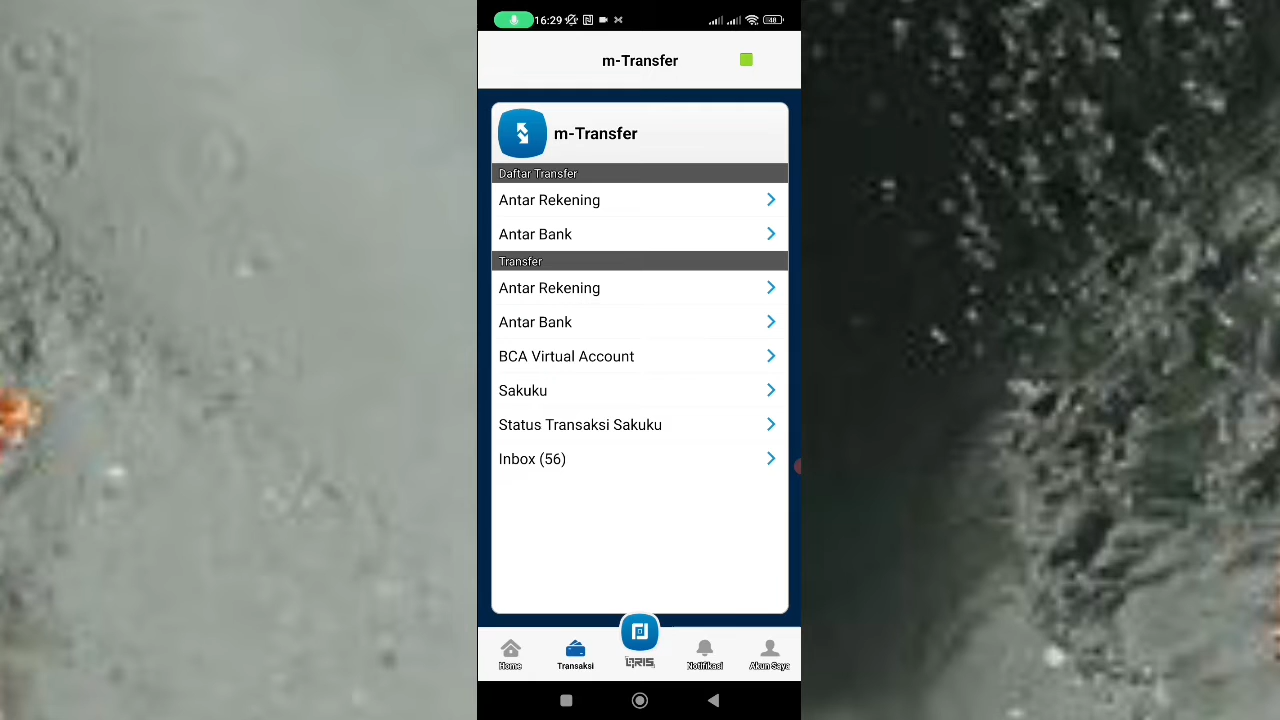 16:29
48
m-Transfer
m-Transfer
Daftar Transfer
Antar Rekening
Antar Bank
Transfer
Antar Rekening
Antar Bank
BCA Virtual Account
Sakuku
Status Transaksi Sakuku
Inbox (56)
Home
Transaksi
QRIS
Notifikasi
Akun Saya